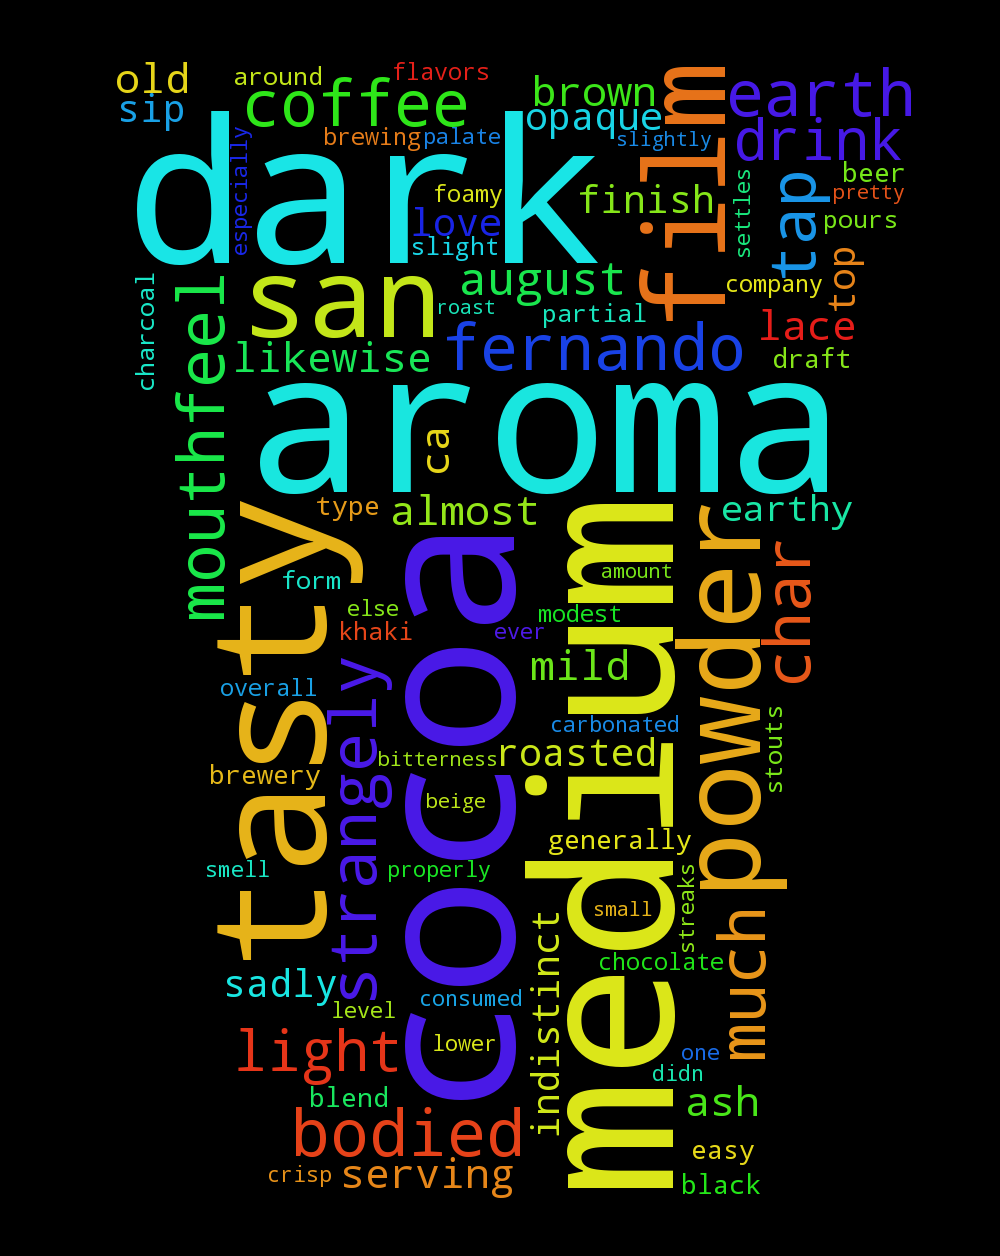 old
around
flavors
film
earth
sip
coffee
brown
opaque
drink
brewing
palate
slightly
dark
especially
foamy
love
slight
finish
settles
tap
beer
pretty
pours
charcoal
mouthfeel
san
august
roast
partial
company
top
likewise
fernando
lace
draft
aroma
ca
type
almost
earthy
tasty
form
cocoa
medium
amount
powder
char
else
khaki
ever
modest
strangely
mild
overall
carbonated
stouts
brewery
bitterness
roasted
beige
generally
smell
properly
indistinct
small
streaks
much
chocolate
sadly
level
consumed
light
lower
one
didn
blend
ash
bodied
easy
crisp
serving
black